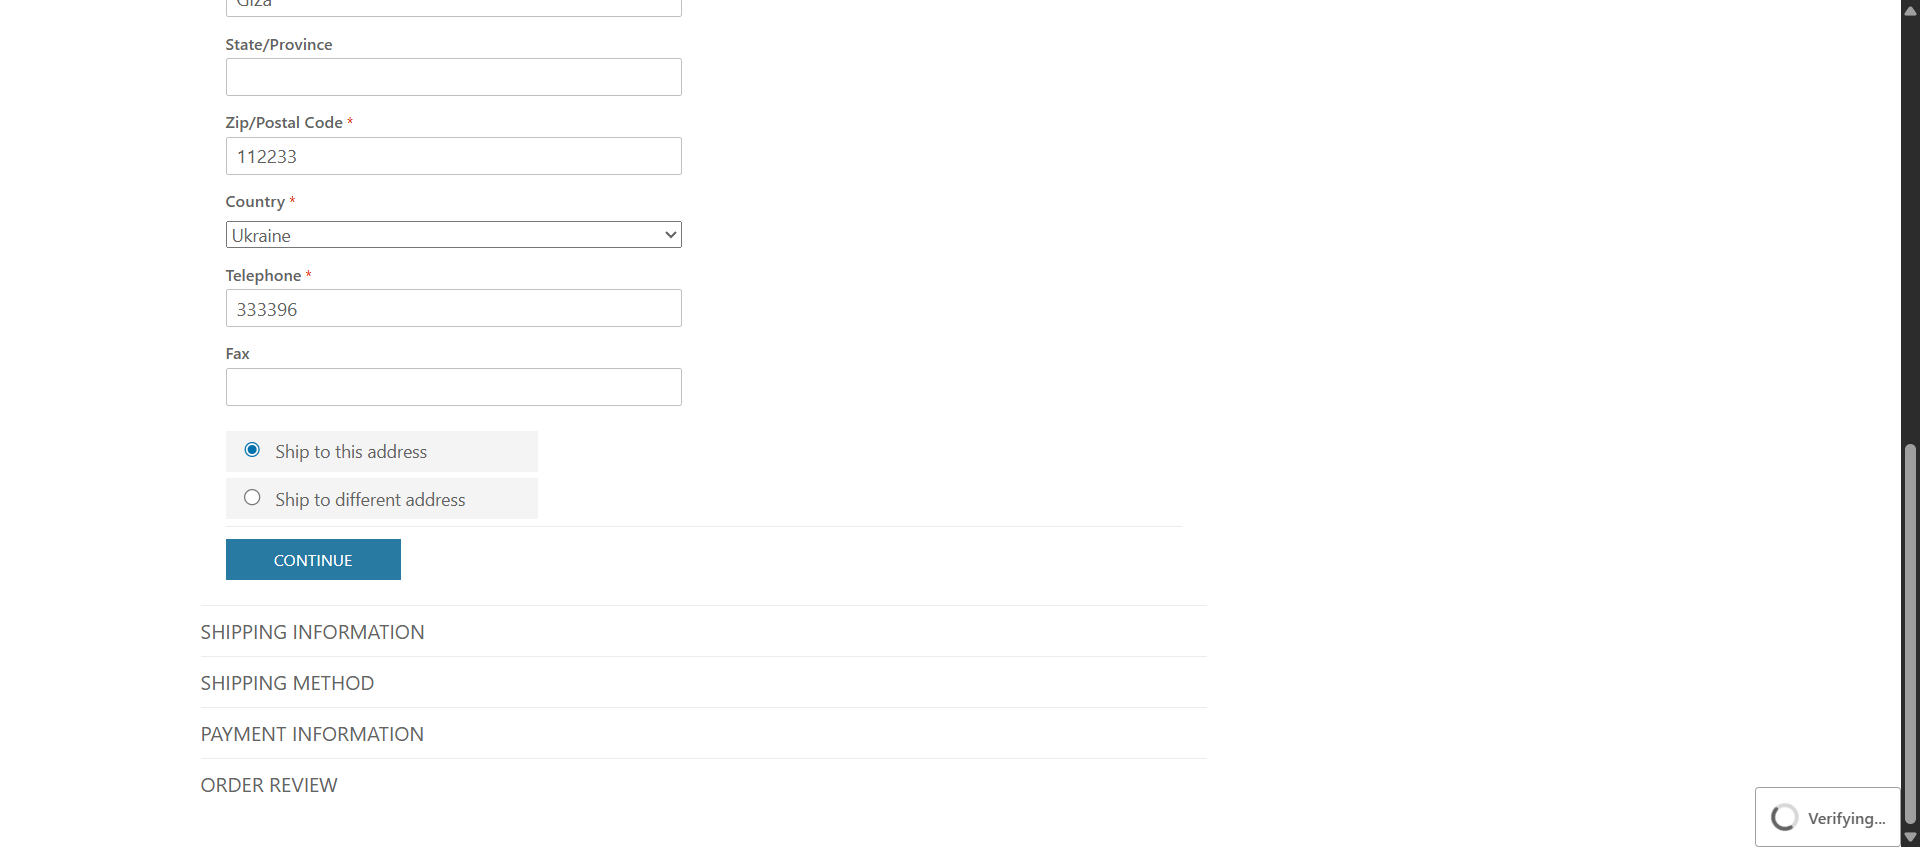 Giza
State/Province
Zip/Postal Code *
112233
Country *
Ukraine
Telephone *
333396
Fax
Ship to this address
Ship to different address
CONTINUE
SHIPPING INFORMATION
SHIPPING METHOD
PAYMENT INFORMATION
ORDER REVIEW
Verifying...